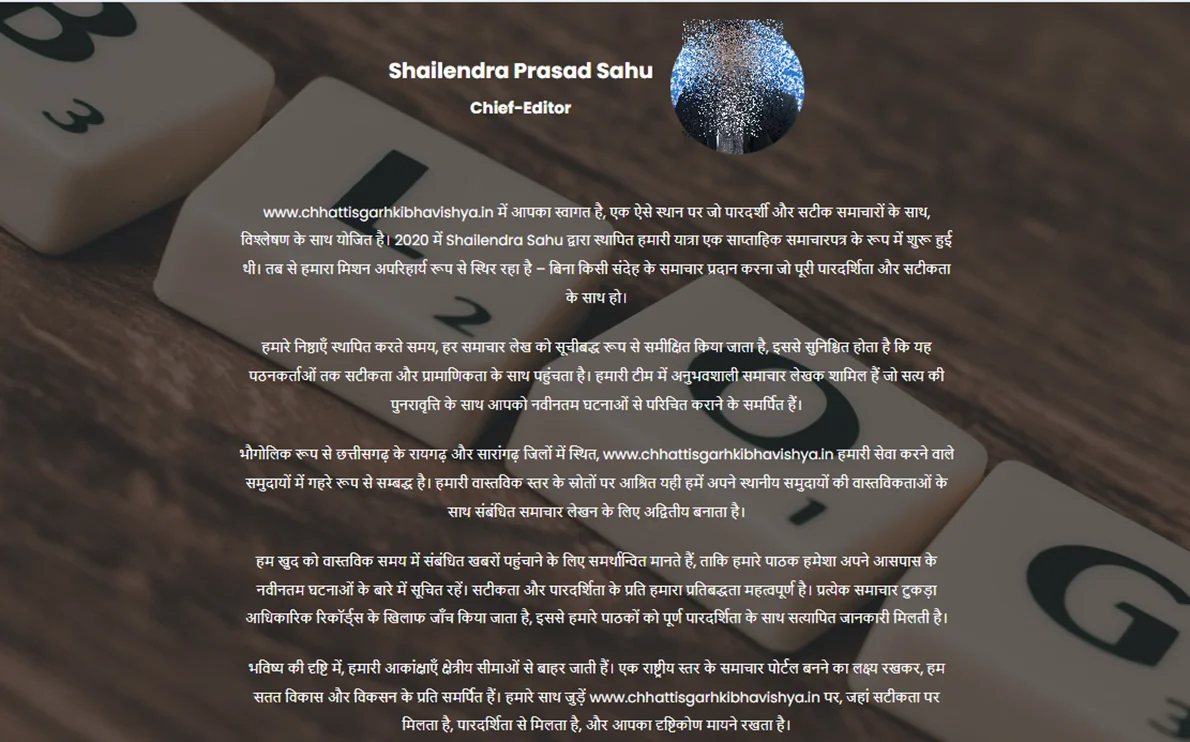 Shailendra Prasad Sahu
Chief-Editor
www.chhattisgarhkibhavishya.in में आपका स्वागत है, एक ऐसे स्थान पर जो पारदर्शी और सटीक समाचारों के साथ,
विश्लेषण के साथ योजित है। 2020 में Shailendra Sahu द्वारा स्थापित हमारी यात्रा एक साप्ताहिक समाचारपत्र के रूप में शुरू हुई
थी। तब से हमारा मिशन अपरिहार्य रूप से स्थिर रहा है – बिना किसी संदेह के समाचार प्रदान करना जो पूरी पारदर्शिता और सटीकता
के साथ हो।
हमारे निष्ठाएँ स्थापित करते समय, हर समाचार लेख को सूचीबद्ध रूप से समीक्षित किया जाता है, इससे सुनिश्चित होता है कि यह
पठनकर्ताओं तक सटीकता और प्रामाणिकता के साथ पहुंचता है। हमारी टीम में अनुभवशाली समाचार लेखक शामिल हैं जो सत्य की
पुनरावृत्ति के साथ आपको नवीनतम घटनाओं से परिचित कराने के समर्पित हैं।
भौगोलिक रूप से छत्तीसगढ़ के रायगढ़ और सारांगढ़ जिलों में स्थित, www.chhattisgarhkibhavishya.in हमारी सेवा करने वाले
समुदायों में गहरे रूप से सम्बद्ध है। हमारी वास्तविक स्तर के स्रोतों पर आश्रित यही हमें अपने स्थानीय समुदायों की वास्तविकताओं के
साथ संबंधित समाचार लेखन के लिए अद्वितीय बनाता है।
हम खुद को वास्तविक समय में संबंधित खबरों पहुंचाने के लिए समर्थान्वित मानते हैं, ताकि हमारे पाठक हमेशा अपने आसपास के
नवीनतम घटनाओं के बारे में सूचित रहें। सटीकता और पारदर्शिता के प्रति हमारा प्रतिबद्धता महत्वपूर्ण है। प्रत्येक समाचार टुकड़ा
आधिकारिक रिकॉर्ड्स के खिलाफ जाँच किया जाता है, इससे हमारे पाठकों को पूर्ण पारदर्शिता के साथ सत्यापित जानकारी मिलती है।
भविष्य की दृष्टि में, हमारी आकांक्षाएँ क्षेत्रीय सीमाओं से बाहर जाती हैं। एक राष्ट्रीय स्तर के समाचार पोर्टल बनने का लक्ष्य रखकर, हम
सतत विकास और विकसन के प्रति समर्पित हैं। हमारे साथ जुड़ें www.chhattisgarhkibhavishya.in पर, जहां सटीकता पर
मिलता है, पारदर्शिता से मिलता है, और आपका दृष्टिकोण मायने रखता है।
B
3
L
2
O
1
G
3